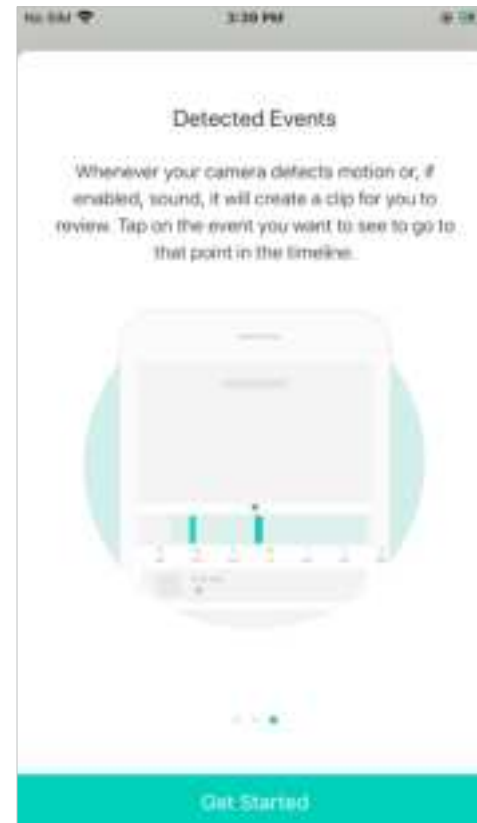 No SIM 3:39 PM
Detected Events
Whenever your camera detects motion or, if
enabled, sound, it will create a clip for you to
review. Tap on the event you want to see to go to
that point in the timeline.
Get Started